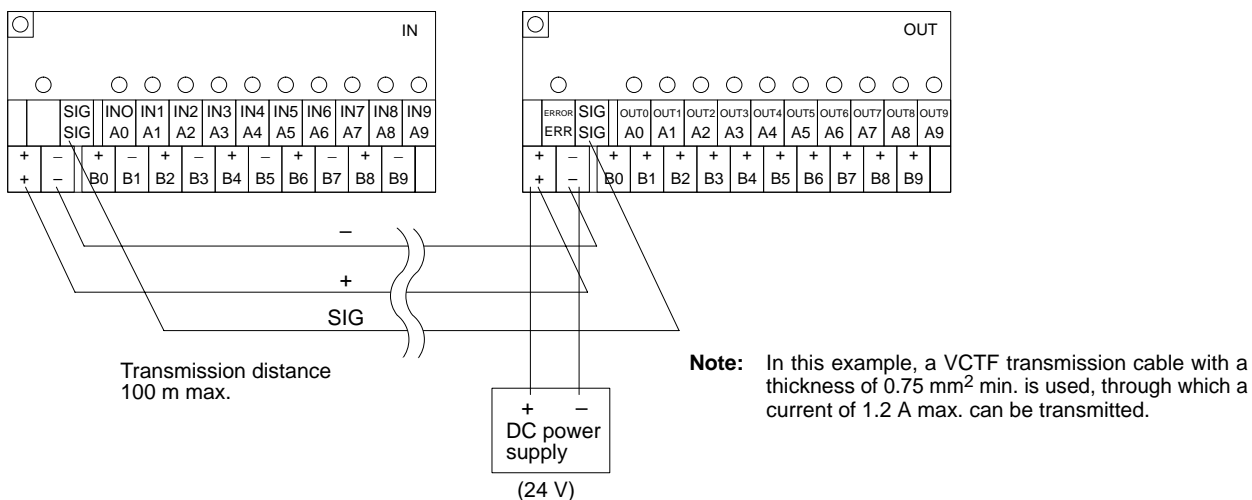 IN
SIG IN0 IN1 IN2 IN3 IN4 IN5 IN6 IN7 IN8 IN9
SIG A0 A1 A2 A3 A4 A5 A6 A7 A8 A9
+ – + – + – + – + – + –
+ – B0 B1 B2 B3 B4 B5 B6 B7 B8 B9
OUT
ERROR SIG OUT0 OUT1 OUT2 OUT3 OUT4 OUT5 OUT6 OUT7 OUT8 OUT9
ERR SIG A0 A1 A2 A3 A4 A5 A6 A7 A8 A9
+ – + + + + + + + + +
+ – B0 B1 B2 B3 B4 B5 B6 B7 B8 B9
–
+
SIG
Transmission distance
100 m max.
+ –
DC power
supply
(24 V)
Note: In this example, a VCTF transmission cable with a
thickness of 0.75 mm2 min. is used, through which a
current of 1.2 A max. can be transmitted.